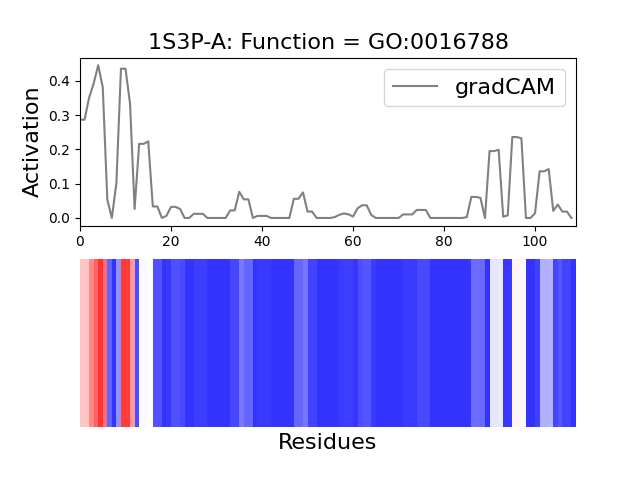 1S3P-A: Function = GO:0016788
Activation
0.4
0.3
0.2
0.1
0.0
gradCAM
0 20 40 60 80 100
Residues